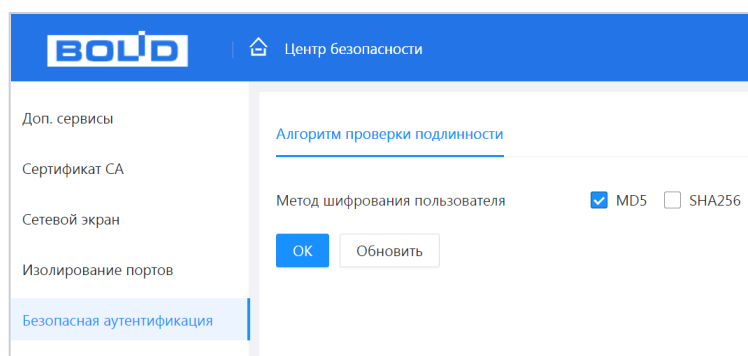 BOLID
Центр безопасности
Доп. сервисы
Сертификат CA
Сетевой экран
Изолирование портов
Безопасная аутентификация
Алгоритм проверки подлинности
Метод шифрования пользователя MD5 SHA256
ОК Обновить